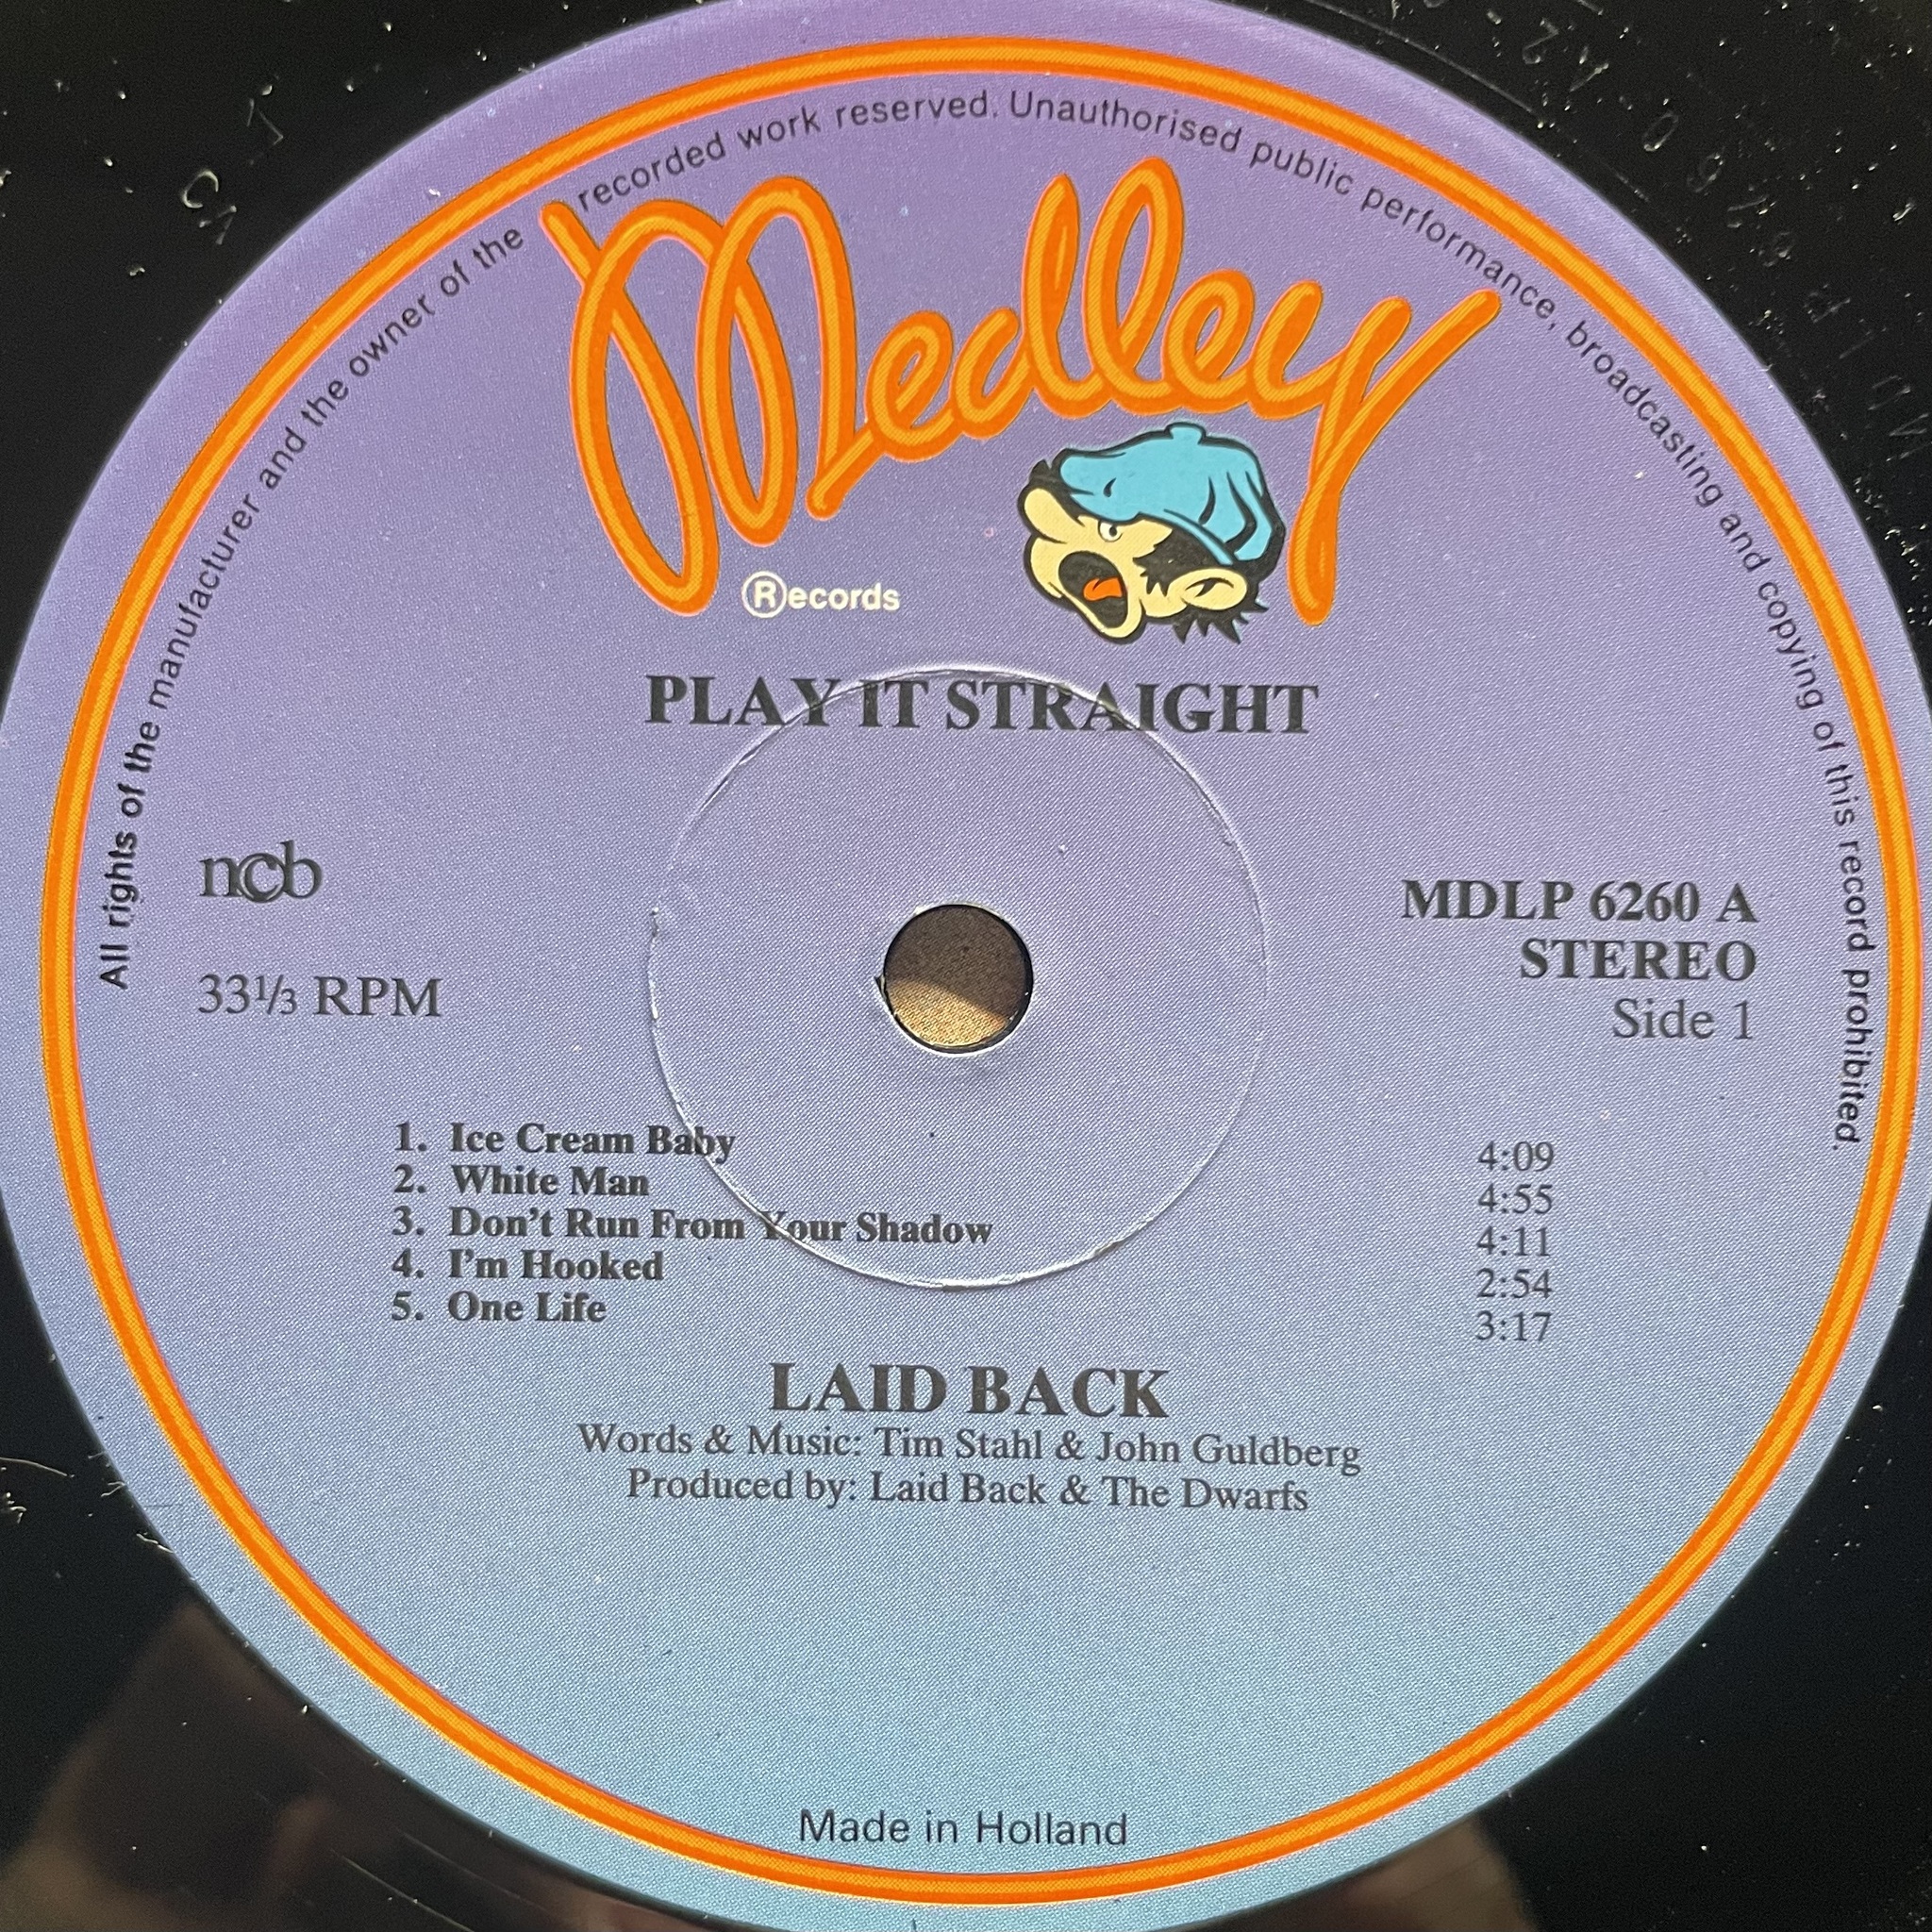 All rights of the manufacturer and the owner of the recorded work reserved. Unauthorised public performance, broadcasting and copying of this record prohibited.
Medley
Records
PLAY IT STRAIGHT
ncb
33⅓ RPM
MDLP 6260 A
STEREO
Side 1
1. Ice Cream Baby 4:09
2. White Man 4:55
3. Don't Run From Your Shadow 4:11
4. I'm Hooked 2:54
5. One Life 3:17
LAID BACK
Words & Music: Tim Stahl & John Guldberg
Produced by: Laid Back & The Dwarfs
Made in Holland